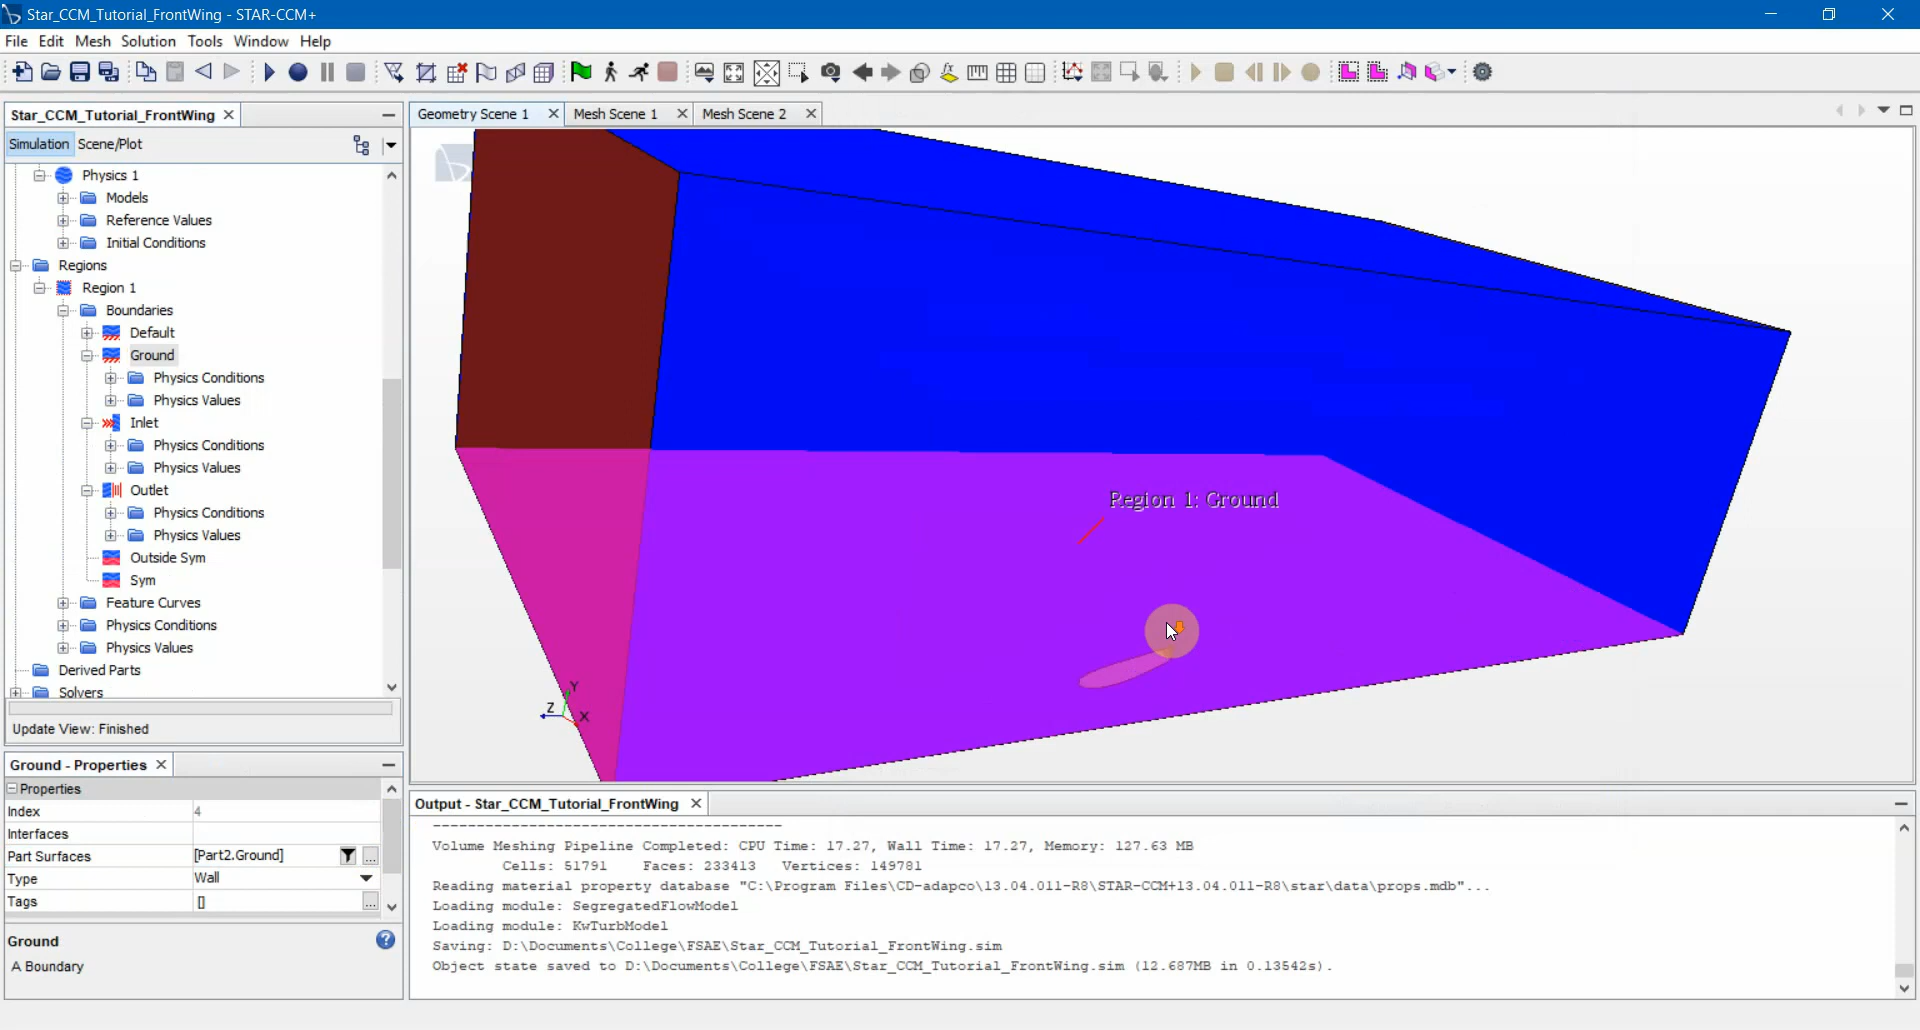 Star_CCM_Tutorial_FrontWing - STAR-CCM+
File Edit Mesh Solution Tools Window Help
Star_CCM_Tutorial_FrontWing
Simulation Scene/Plot
Physics 1
Models
Reference Values
Initial Conditions
Regions
Region 1
Boundaries
Default
Ground
Physics Conditions
Physics Values
Inlet
Physics Conditions
Physics Values
Outlet
Physics Conditions
Physics Values
Outside Sym
Sym
Feature Curves
Physics Conditions
Physics Values
Derived Parts
Solvers
Update View: Finished
Ground - Properties
Properties
Index 4
Interfaces
Part Surfaces [Part2.Ground] ...
Type Wall
Tags [] ...
Ground
A Boundary
Geometry Scene 1 Mesh Scene 1 Mesh Scene 2
Region 1: Ground
Y
Z
X
Output - Star_CCM_Tutorial_FrontWing
----------------------------------------
Volume Meshing Pipeline Completed: CPU Time: 17.27, Wall Time: 17.27, Memory: 127.63 MB
Cells: 51791 Faces: 233413 Vertices: 149781
Reading material property database "C:\Program Files\CD-adapco\13.04.011-R8\STAR-CCM+13.04.011-R8\star\data\props.mdb"...
Loading module: SegregatedFlowModel
Loading module: KwTurbModel
Saving: D:\Documents\College\FSAE\Star_CCM_Tutorial_FrontWing.sim
Object state saved to D:\Documents\College\FSAE\Star_CCM_Tutorial_FrontWing.sim (12.687MB in 0.13542s).